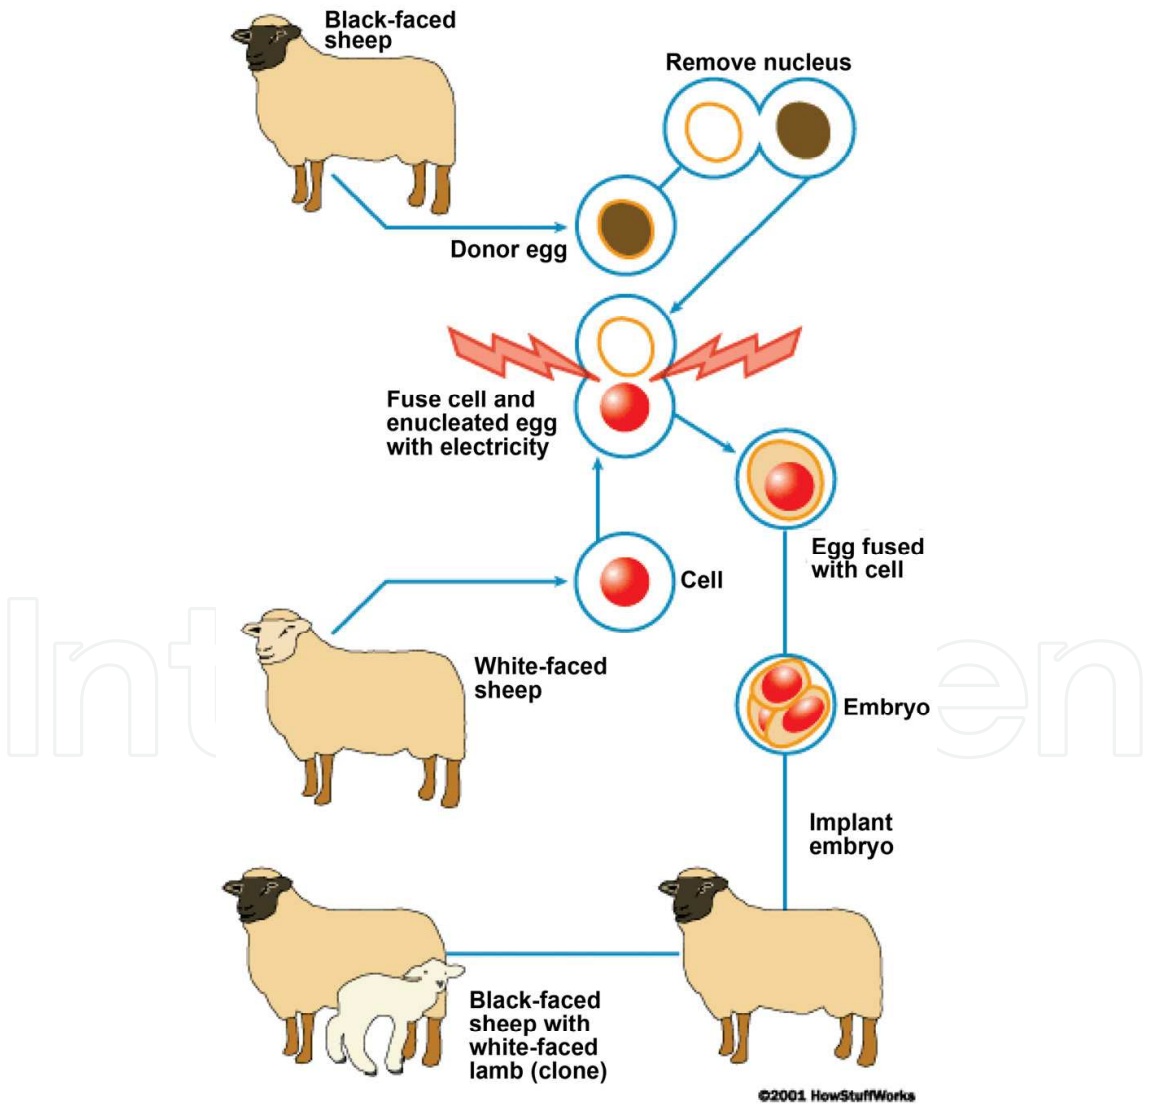 Black-faced
sheep
Remove nucleus
Donor egg
Fuse cell and
enucleated egg
with electricity
Egg fused
with cell
Cell
White-faced
sheep
Embryo
Implant
embryo
Black-faced
sheep with
white-faced
lamb (clone)
©2001 HowStuffWorks